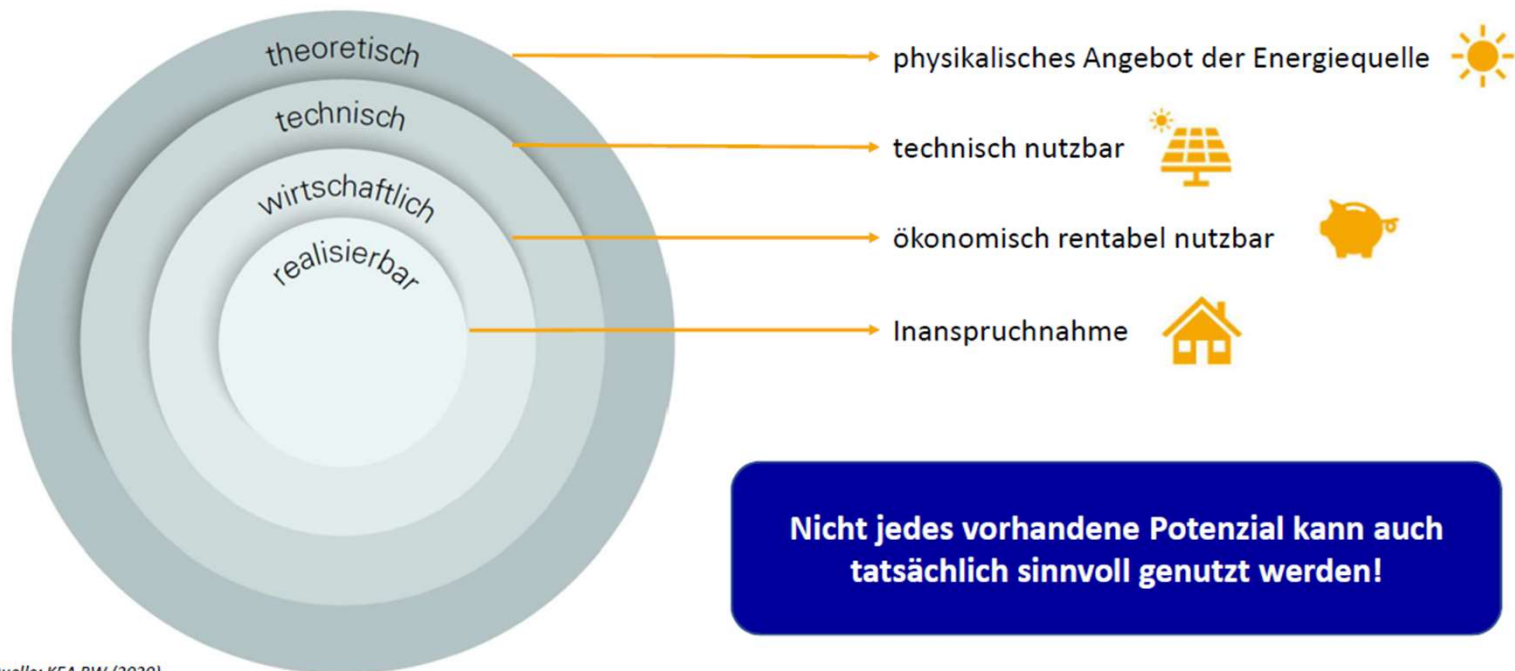 theoretisch
technisch
wirtschaftlich
realisierbar
physikalisches Angebot der Energiequelle
technisch nutzbar
ökonomisch rentabel nutzbar
Inanspruchnahme
Nicht jedes vorhandene Potenzial kann auch
tatsächlich sinnvoll genutzt werden!